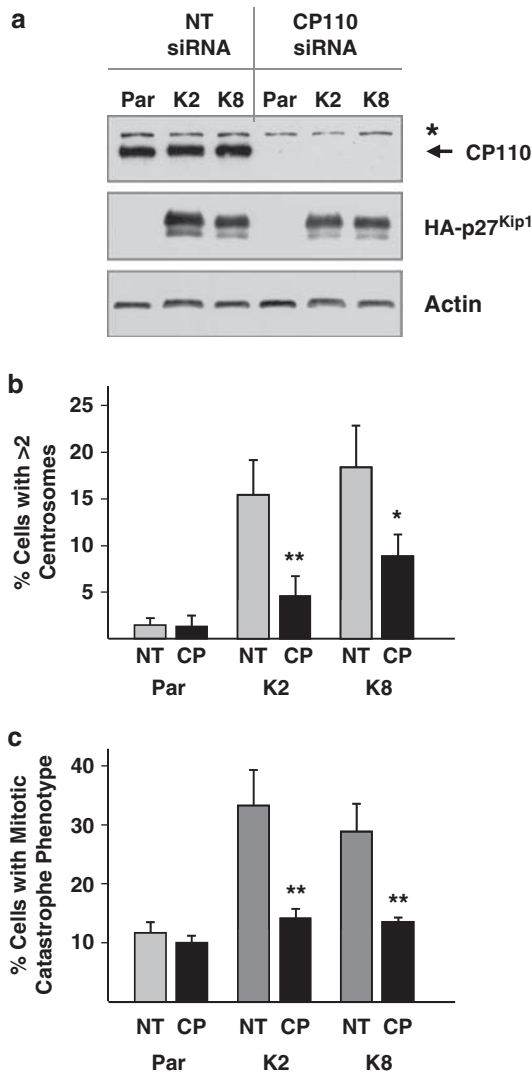 a
NT siRNA
CP110 siRNA
Par K2 K8 Par K2 K8
*
CP110
HA-p27Kip1
Actin
b
% Cells with >2 Centrosomes
25
20
15
10
5
**
*
NT CP NT CP NT CP
Par K2 K8
c
% Cells with Mitotic Catastrophe Phenotype
40
30
20
10
**
**
NT CP NT CP NT CP
Par K2 K8